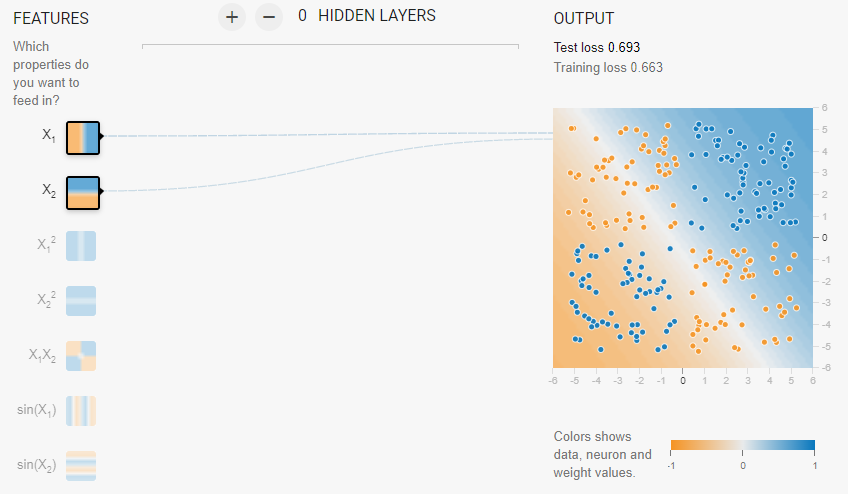 FEATURES
Which
properties do
you want to
feed in?
X1
X2
X1²
X2²
X1X2
sin(X1)
sin(X2)
+ − 0 HIDDEN LAYERS
OUTPUT
Test loss 0.693
Training loss 0.663
6
5
4
3
2
1
0
-1
-2
-3
-4
-5
-6
-6 -5 -4 -3 -2 -1 0 1 2 3 4 5 6
Colors shows
data, neuron and
weight values.
-1 0 1